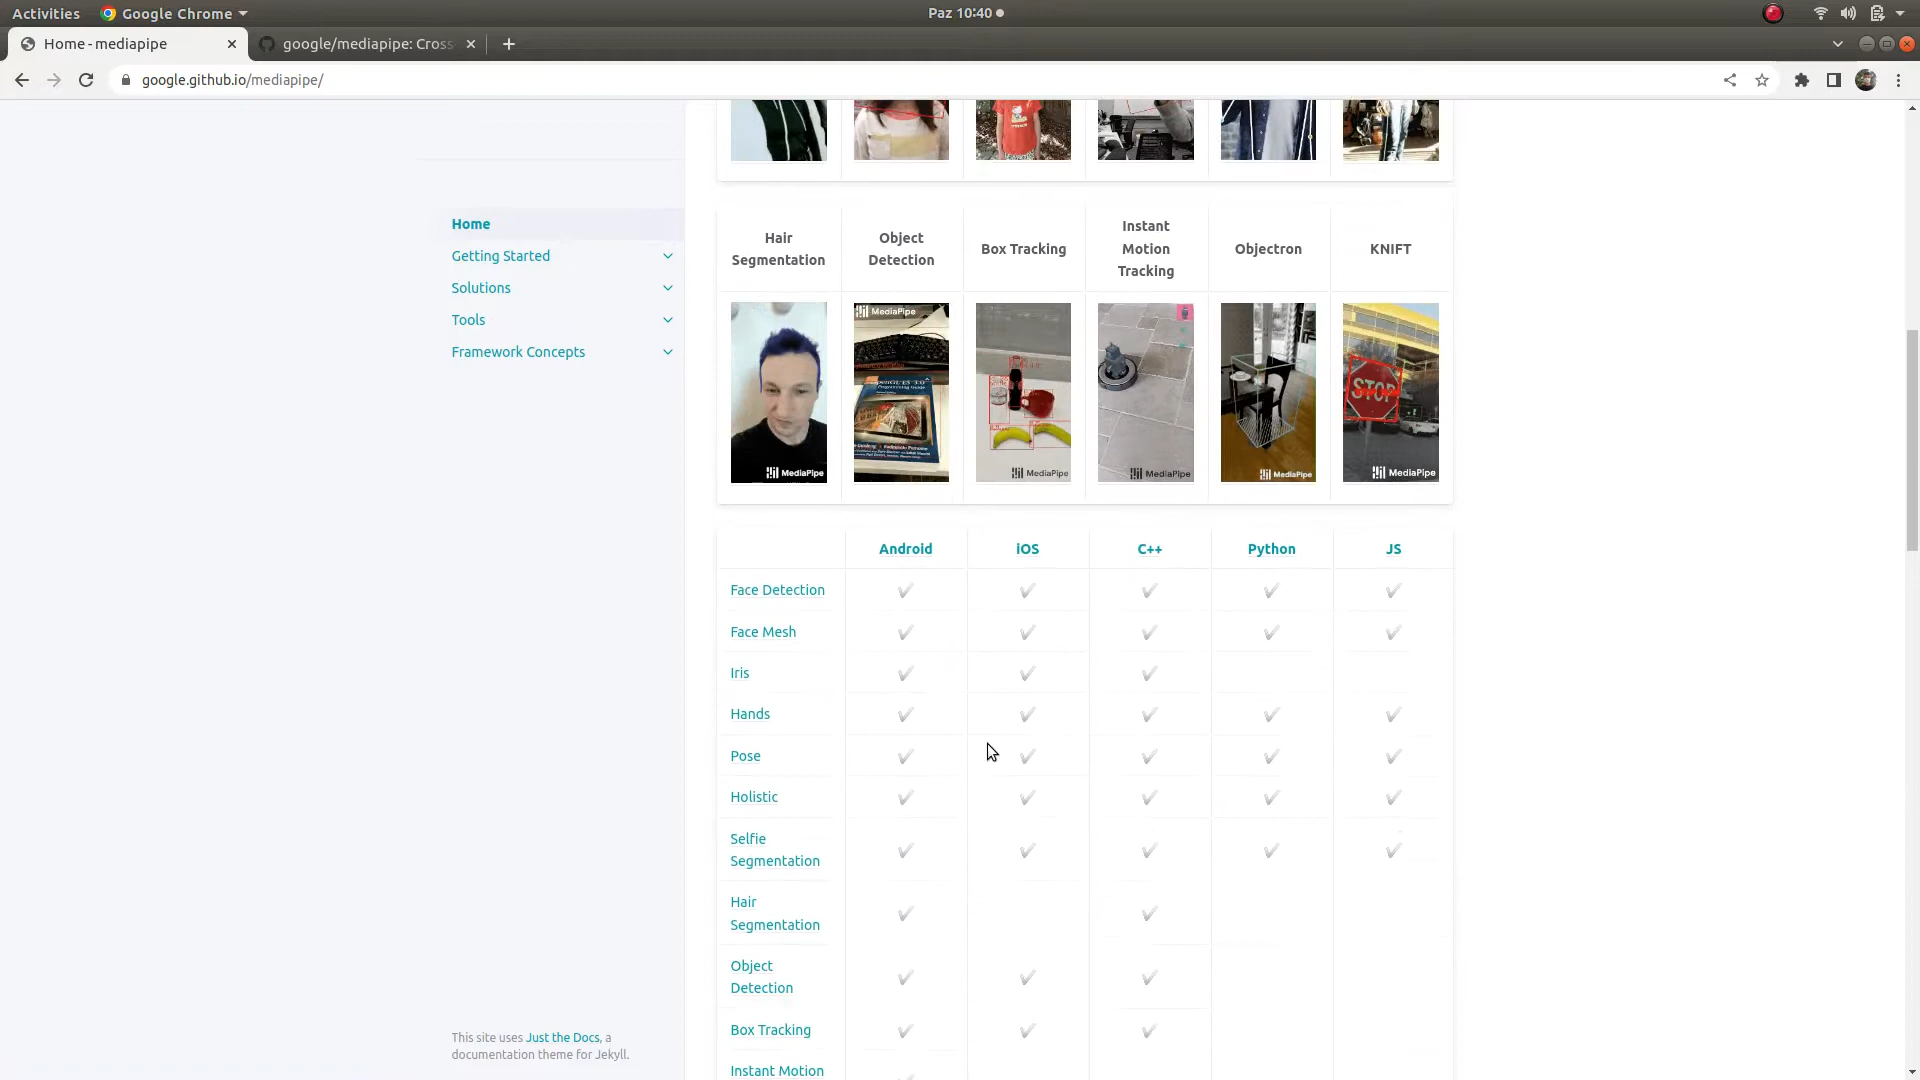 Activities Google Chrome Paz 10:40
Home - mediapipe google/mediapipe: Cross
google.github.io/mediapipe/
Home
Getting Started
Solutions
Tools
Framework Concepts
Hair Segmentation
Object Detection
Box Tracking
Instant Motion Tracking
Objectron
KNIFT
MediaPipe
MediaPipe
MediaPipe
MediaPipe
MediaPipe
STOP
MediaPipe
Android iOS C++ Python JS
Face Detection ✔ ✔ ✔ ✔ ✔
Face Mesh ✔ ✔ ✔ ✔ ✔
Iris ✔ ✔ ✔
Hands ✔ ✔ ✔ ✔ ✔
Pose ✔ ✔ ✔ ✔ ✔
Holistic ✔ ✔ ✔ ✔ ✔
Selfie
Segmentation ✔ ✔ ✔ ✔ ✔
Hair
Segmentation ✔ ✔
Object
Detection ✔ ✔ ✔
Box Tracking ✔ ✔ ✔
Instant Motion
This site uses Just the Docs, a
documentation theme for Jekyll.